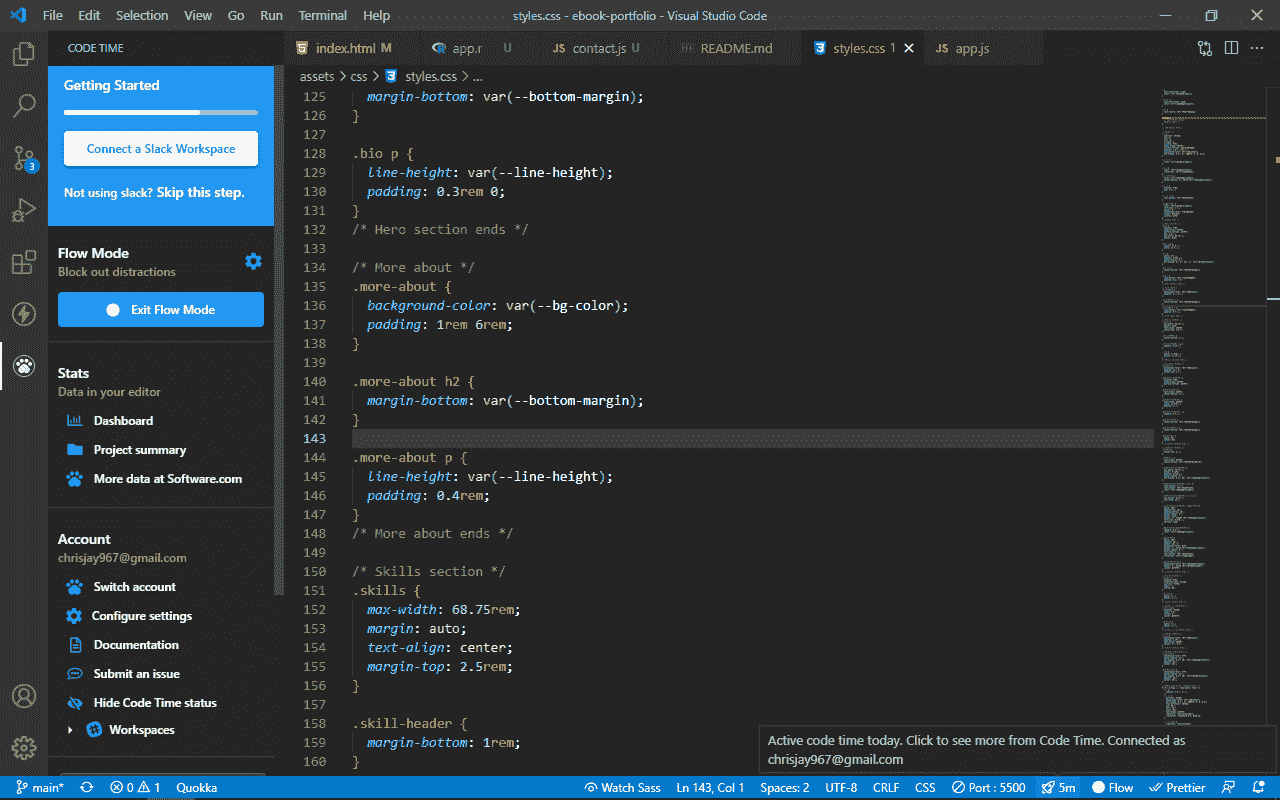 File Edit Selection View Go Run Terminal Help styles.css - ebook-portfolio - Visual Studio Code
CODE TIME
index.html M app.r U JS contact.js U README.md styles.css 1 JS app.js
assets > css > styles.css > ...
Getting Started
Connect a Slack Workspace
Not using slack? Skip this step.
3
Flow Mode
Block out distractions
Exit Flow Mode
Stats
Data in your editor
Dashboard
Project summary
More data at Software.com
Account
chrisjay967@gmail.com
Switch account
Configure settings
Documentation
Submit an issue
Hide Code Time status
Workspaces
125 margin-bottom: var(--bottom-margin);
126 }
127
128 .bio p {
129 line-height: var(--line-height);
130 padding: 0.3rem 0;
131 }
132 /* Hero section ends */
133
134 /* More about */
135 .more-about {
136 background-color: var(--bg-color);
137 padding: 1rem 6rem;
138 }
139
140 .more-about h2 {
141 margin-bottom: var(--bottom-margin);
142 }
143
144 .more-about p {
145 line-height: var(--line-height);
146 padding: 0.4rem;
147 }
148 /* More about ends */
149
150 /* Skills section */
151 .skills {
152 max-width: 68.75rem;
153 margin: auto;
154 text-align: center;
155 margin-top: 2.5rem;
156 }
157
158 .skill-header {
159 margin-bottom: 1rem;
160 }
Active code time today. Click to see more from Code Time. Connected as
chrisjay967@gmail.com
main* 0 1 Quokka Watch Sass Ln 143, Col 1 Spaces: 2 UTF-8 CRLF CSS Port : 5500 5m Flow Prettier